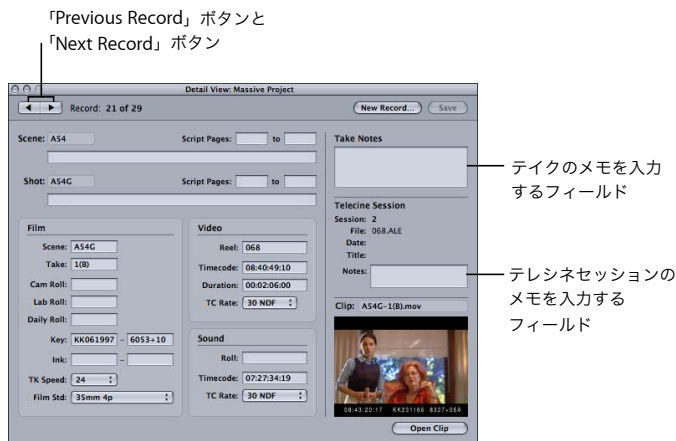 「Previous Record」ボタンと
「Next Record」ボタン
Detail View: Massive Project
Record: 21 of 29
New Record...
Save
Scene: A54
Script Pages: to
Shot: A54G
Script Pages: to
Film
Scene: A54G
Take: 1(B)
Cam Roll:
Lab Roll:
Daily Roll:
Key: KK061997 - 6053+10
Ink: -
TK Speed: 24
Film Std: 35mm 4p
Video
Reel: 068
Timecode: 08:40:49:10
Duration: 00:02:06:00
TC Rate: 30 NDF
Sound
Roll:
Timecode: 07:27:34:19
TC Rate: 30 NDF
Take Notes
Telecine Session
Session: 2
File: 068.ALE
Date:
Title:
Notes:
Clip: A54G-1(B).mov
08:43:20:17 KK231166 8327+05A
Open Clip
テイクのメモを入力
するフィールド
テレシネセッションの
メモを入力する
フィールド